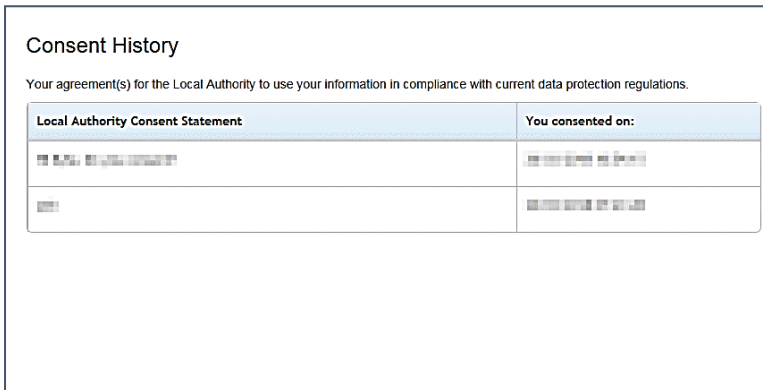 Consent History
Your agreement(s) for the Local Authority to use your information in compliance with current data protection regulations.
Local Authority Consent Statement
You consented on: